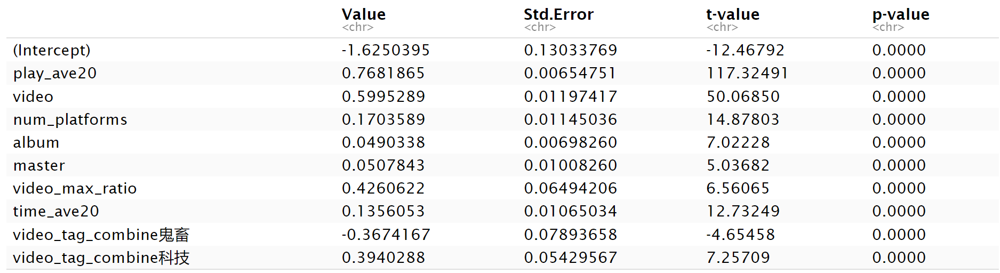 Value Std.Error t-value p-value
<chr> <chr> <chr> <chr>
(Intercept) -1.6250395 0.13033769 -12.46792 0.0000
play_ave20 0.7681865 0.00654751 117.32491 0.0000
video 0.5995289 0.01197417 50.06850 0.0000
num_platforms 0.1703589 0.01145036 14.87803 0.0000
album 0.0490338 0.00698260 7.02228 0.0000
master 0.0507843 0.01008260 5.03682 0.0000
video_max_ratio 0.4260622 0.06494206 6.56065 0.0000
time_ave20 0.1356053 0.01065034 12.73249 0.0000
video_tag_combine鬼畜 -0.3674167 0.07893658 -4.65458 0.0000
video_tag_combine科技 0.3940288 0.05429567 7.25709 0.0000